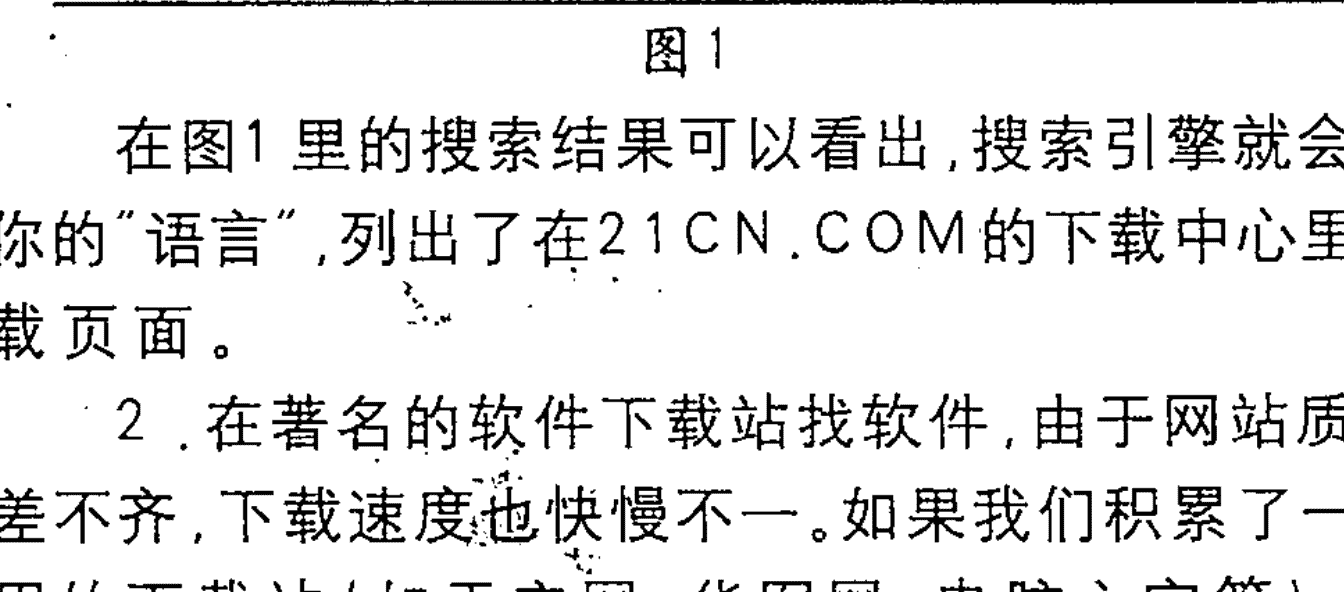 图1
在图1里的搜索结果可以看出,搜索引擎就会
你的“语言”,列出了在21CN.COM的下载中心里
载页面。
2.在著名的软件下载站找软件,由于网站质
差不齐,下载速度也快慢不一。如果我们积累了一